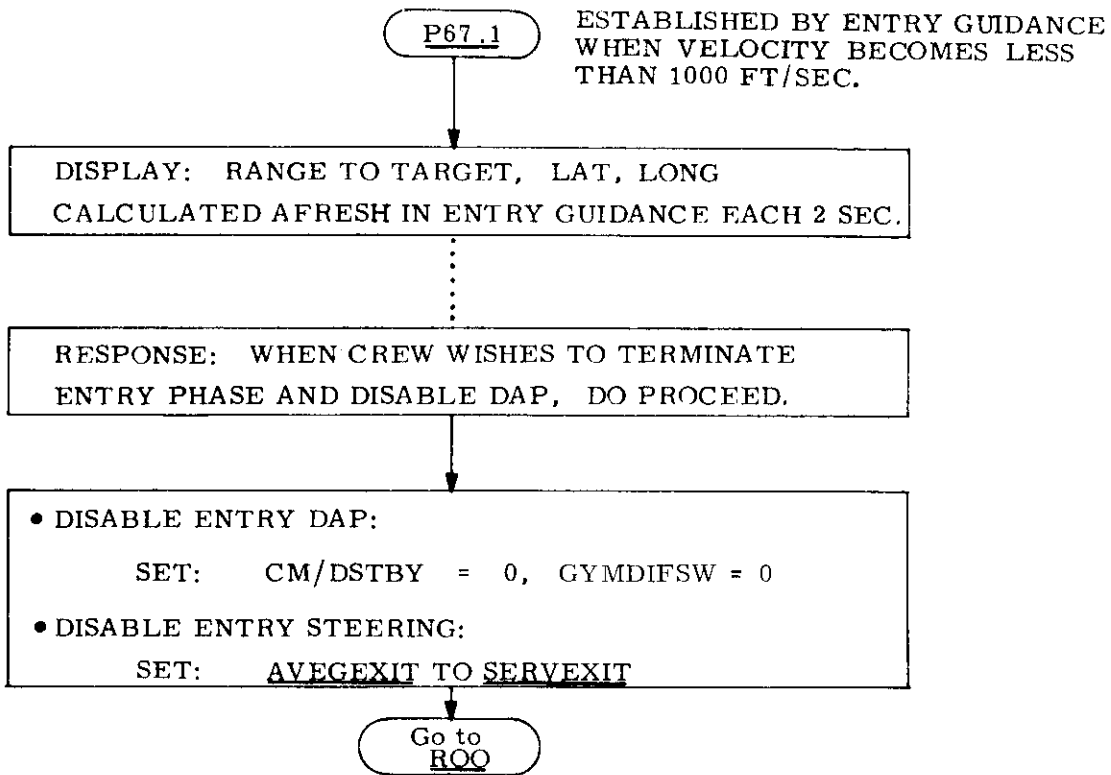 P67.1
ESTABLISHED BY ENTRY GUIDANCE
WHEN VELOCITY BECOMES LESS
THAN 1000 FT/SEC.
DISPLAY: RANGE TO TARGET, LAT, LONG
CALCULATED AFRESH IN ENTRY GUIDANCE EACH 2 SEC.
RESPONSE: WHEN CREW WISHES TO TERMINATE
ENTRY PHASE AND DISABLE DAP, DO PROCEED.
• DISABLE ENTRY DAP:
SET: CM/DSTBY = 0, GYMDIFSW = 0
• DISABLE ENTRY STEERING:
SET: AVEGEXIT TO SERVEXIT
Go to
ROO